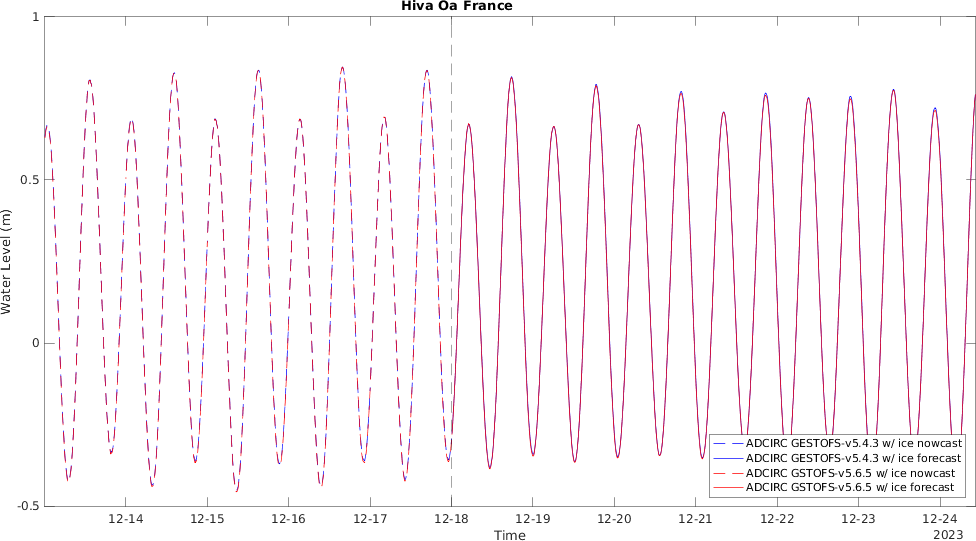 Hiva Oa France
1
0.5
0
-0.5
Water Level (m)
12-14
12-15
12-16
12-17
12-18
12-19
12-20
12-21
12-22
12-23
12-24
Time
2023
ADCIRC GESTOFS-v5.4.3 w/ ice nowcast
ADCIRC GESTOFS-v5.4.3 w/ ice forecast
ADCIRC GSTOFS-v5.6.5 w/ ice nowcast
ADCIRC GSTOFS-v5.6.5 w/ ice forecast